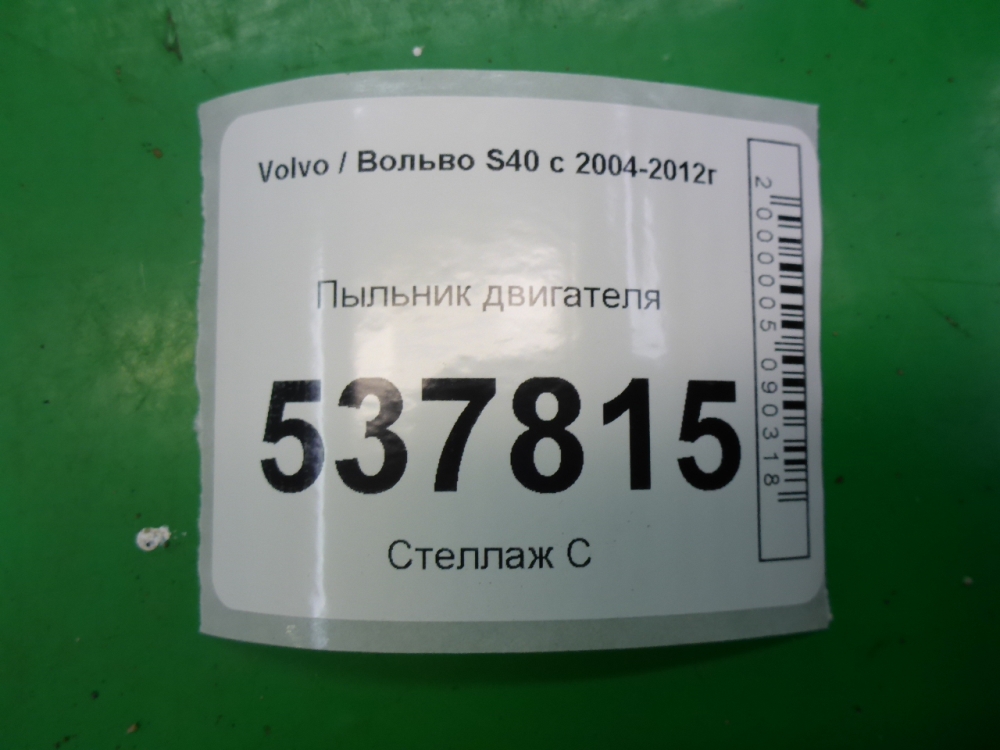 Volvo / Вольво S40 с 2004-2012г
Пыльник двигателя
537815
Стеллаж С
2000005090318